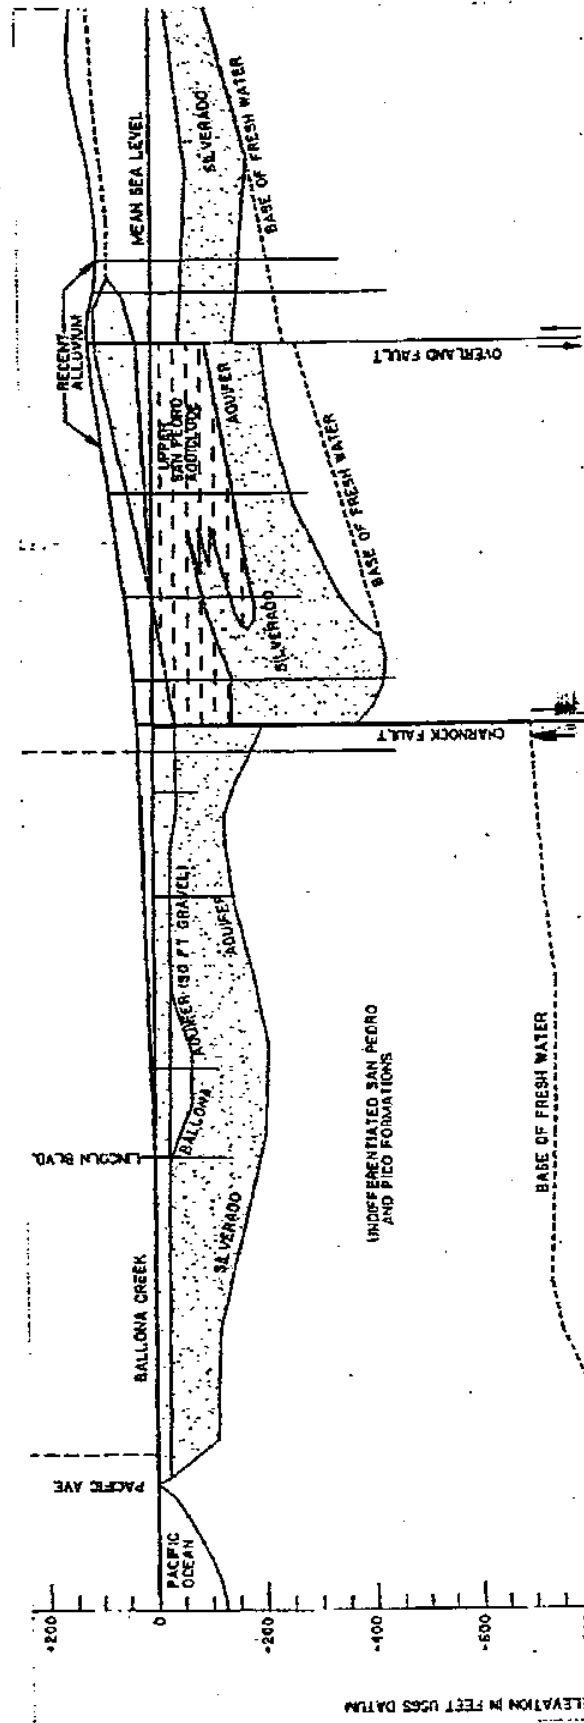 MEAN SEA LEVEL
SILVERADO
BASE OF FRESH WATER
RECENT
ALLUVIUM
OVERLAND FAULT
UPPER
SAN PEDRO
AQUICLUDE
AQUIFER
BASE OF FRESH WATER
SILVERADO
CHARNOCK FAULT
BALLONA AQUIFER (50 FT GRAVEL)
AQUIFER
LINCOLN BLVD.
SILVERADO
UNDIFFERENTIATED SAN PEDRO
AND PICO FORMATIONS
BASE OF FRESH WATER
BALLONA CREEK
PACIFIC AVE
PACIFIC
OCEAN
+200
0
-200
-400
-600
ELEVATION IN FEET USGS DATUM